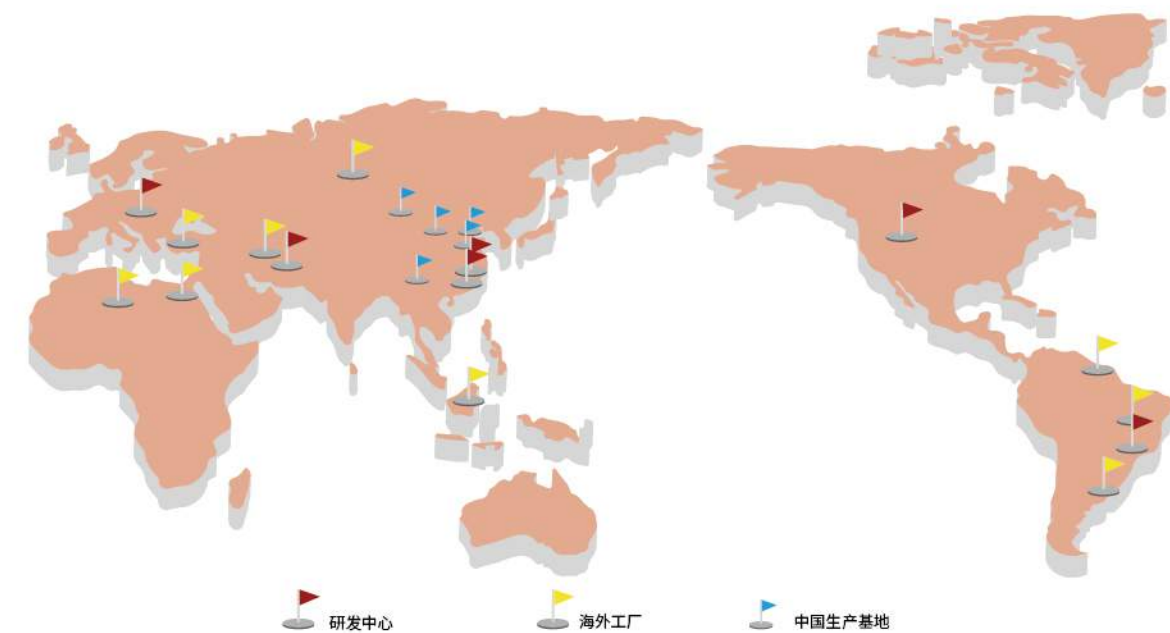 研发中心
海外工厂
中国生产基地